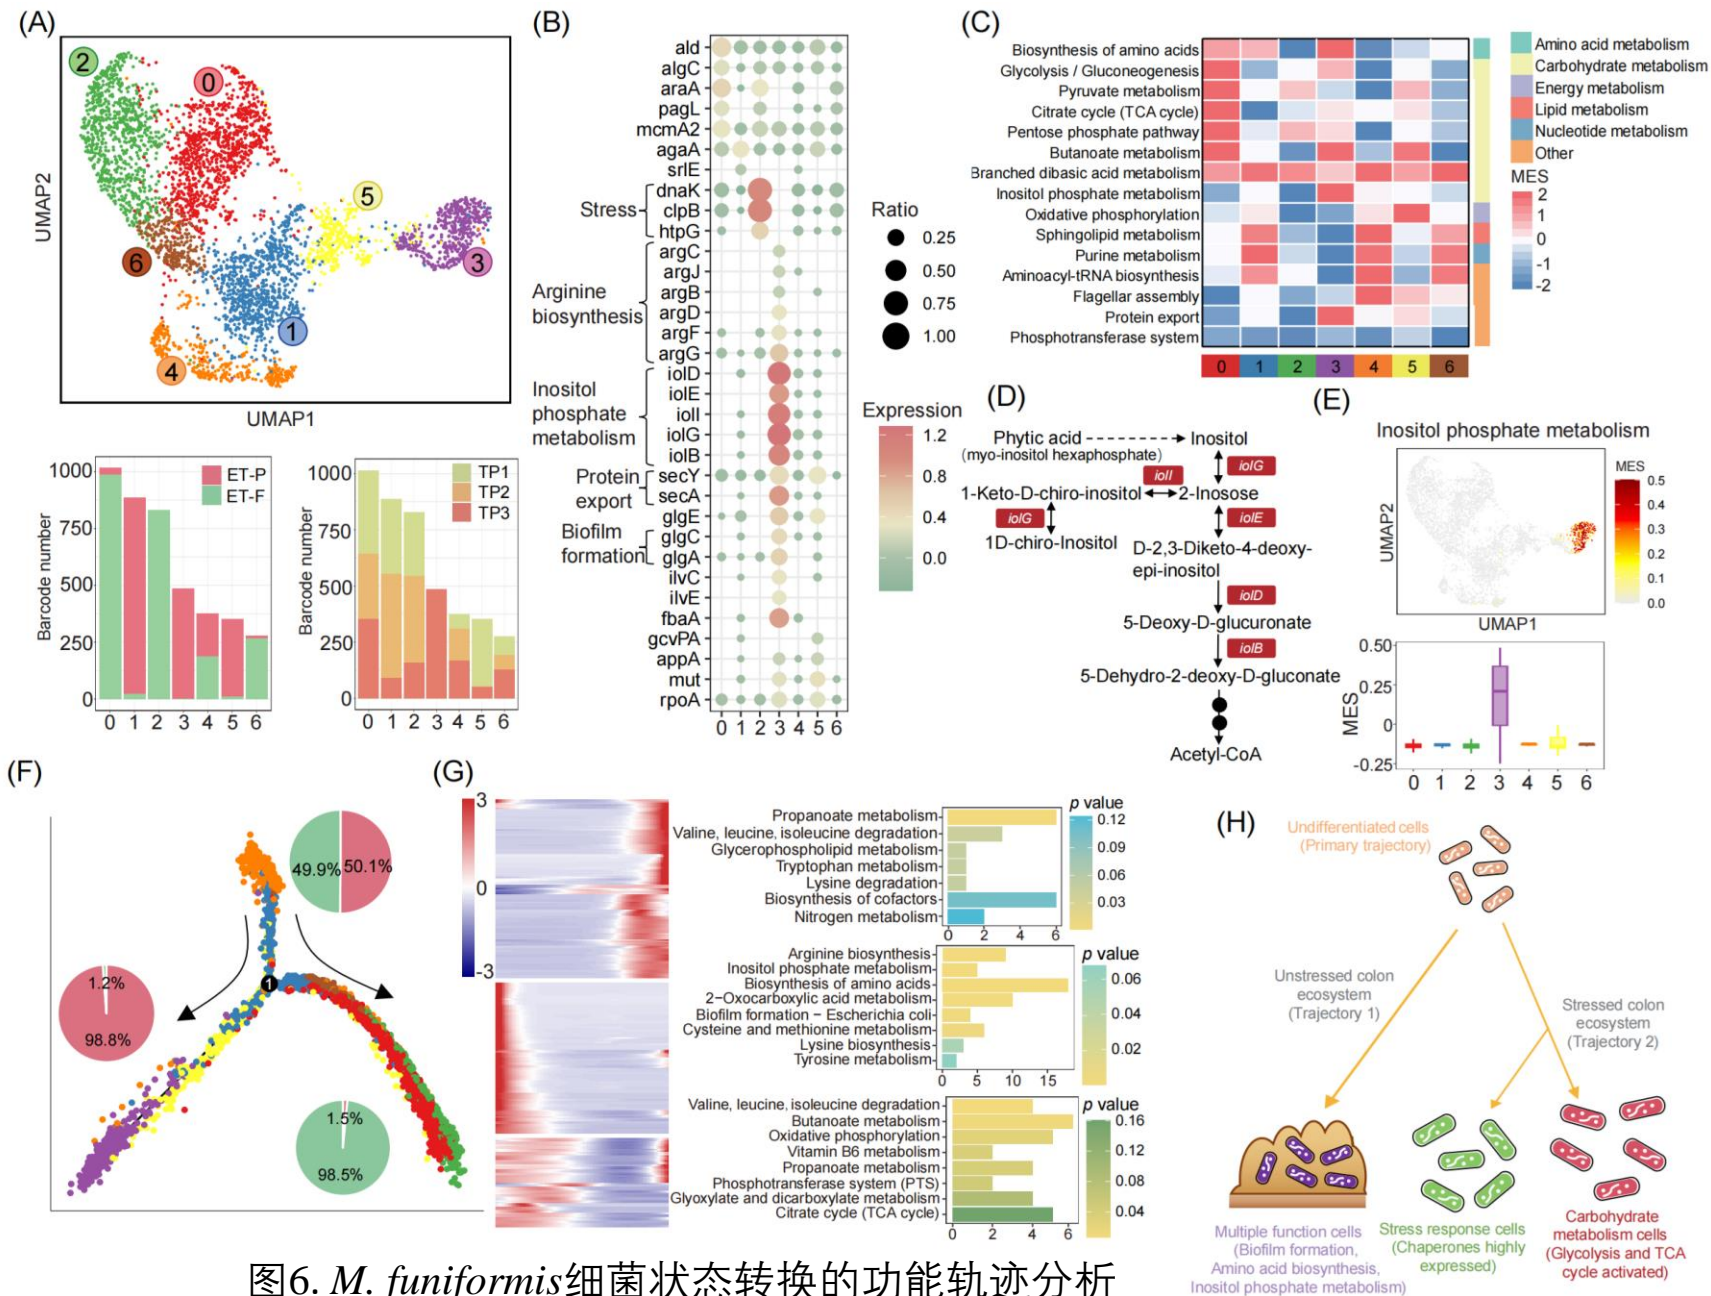 (A)
2
0
5
6
3
1
4
UMAP2
UMAP1
1000
750
500
250
0
Barcode number
ET-P
ET-F
0 1 2 3 4 5 6
1000
750
500
250
0
Barcode number
TP1
TP2
TP3
0 1 2 3 4 5 6
(B)
ald
algC
araA
pagL
mcmA2
agaA
srlE
dnaK
clpB
htpG
argC
argJ
argB
argD
argF
argG
iolD
iolE
iolI
iolG
iolB
secY
secA
glgE
glgC
glgA
ilvC
ilvE
fbaA
gcvPA
appA
mut
rpoA
Stress
Arginine
biosynthesis
Inositol
phosphate
metabolism
Protein
export
Biofilm
formation
0 1 2 3 4 5 6
Ratio
0.25
0.50
0.75
1.00
Expression
1.2
0.8
0.4
0.0
(C)
Biosynthesis of amino acids
Glycolysis / Gluconeogenesis
Pyruvate metabolism
Citrate cycle (TCA cycle)
Pentose phosphate pathway
Butanoate metabolism
Branched dibasic acid metabolism
Inositol phosphate metabolism
Oxidative phosphorylation
Sphingolipid metabolism
Purine metabolism
Aminoacyl-tRNA biosynthesis
Flagellar assembly
Protein export
Phosphotransferase system
0 1 2 3 4 5 6
Amino acid metabolism
Carbohydrate metabolism
Energy metabolism
Lipid metabolism
Nucleotide metabolism
Other
MES
2
1
0
-1
-2
(D)
Phytic acid
(myo-inositol hexaphosphate)
Inositol
iolG
iolI
1-Keto-D-chiro-inositol
2-Inosose
iolG
iolE
1D-chiro-Inositol
D-2,3-Diketo-4-deoxy-
epi-inositol
iolD
5-Deoxy-D-glucuronate
iolB
5-Dehydro-2-deoxy-D-gluconate
Acetyl-CoA
(E)
Inositol phosphate metabolism
UMAP2
UMAP1
MES
0.5
0.4
0.3
0.2
0.1
0.0
MES
0.50
0.25
0
-0.25
0 1 2 3 4 5 6
(F)
49.9%
50.1%
1
1.2%
98.8%
1.5%
98.5%
(G)
3
0
-3
Propanoate metabolism
Valine, leucine, isoleucine degradation
Glycerophospholipid metabolism
Tryptophan metabolism
Lysine degradation
Biosynthesis of cofactors
Nitrogen metabolism
0 2 4 6
p value
0.12
0.09
0.06
0.03
Arginine biosynthesis
Inositol phosphate metabolism
Biosynthesis of amino acids
2−Oxocarboxylic acid metabolism
Biofilm formation − Escherichia coli
Cysteine and methionine metabolism
Lysine biosynthesis
Tyrosine metabolism
0 5 10 15
p value
0.06
0.04
0.02
Valine, leucine, isoleucine degradation
Butanoate metabolism
Oxidative phosphorylation
Vitamin B6 metabolism
Propanoate metabolism
Phosphotransferase system (PTS)
Glyoxylate and dicarboxylate metabolism
Citrate cycle (TCA cycle)
0 2 4 6
p value
0.16
0.12
0.08
0.04
(H)
Undifferentiated cells
(Primary trajectory)
Unstressed colon
ecosystem
(Trajectory 1)
Stressed colon
ecosystem
(Trajectory 2)
Multiple function cells
(Biofilm formation,
Amino acid biosynthesis,
Inositol phosphate metabolism)
Stress response cells
(Chaperones highly
expressed)
Carbohydrate
metabolism cells
(Glycolysis and TCA
cycle activated)
图6. M. funiformis细菌状态转换的功能轨迹分析